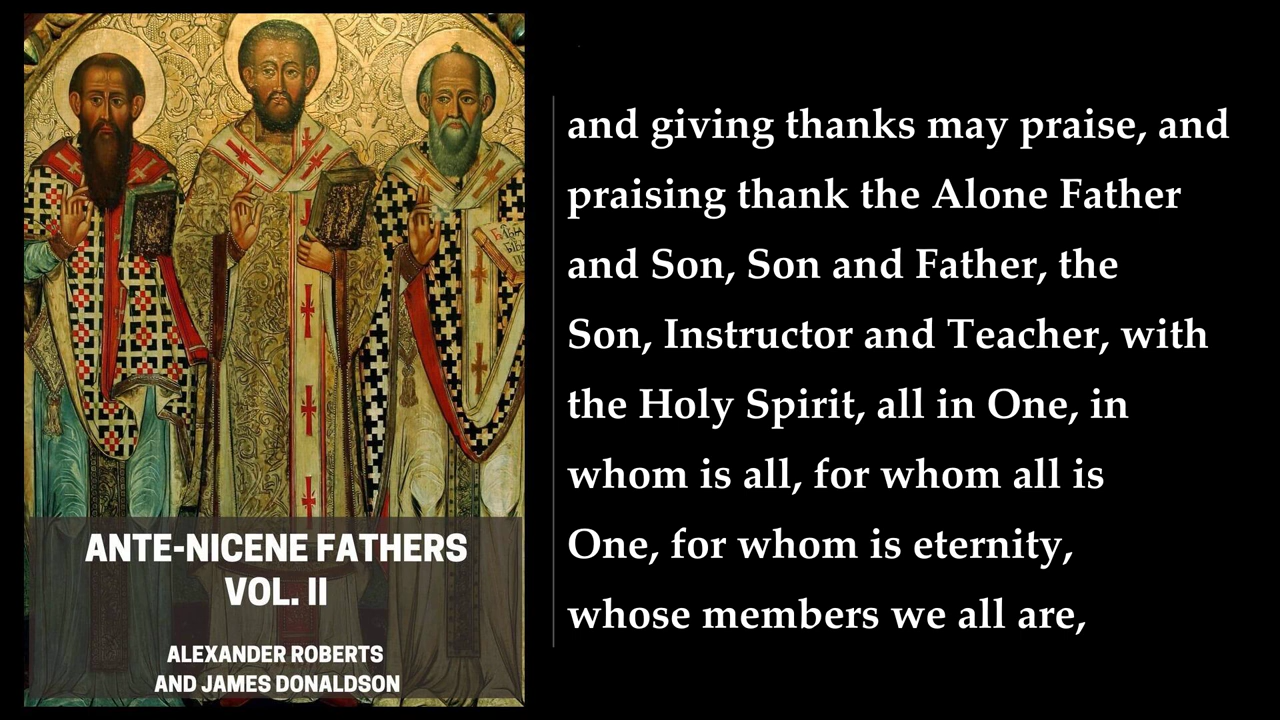 ANTE-NICENE FATHERS
VOL. II
ALEXANDER ROBERTS
AND JAMES DONALDSON
and giving thanks may praise, and
praising thank the Alone Father
and Son, Son and Father, the
Son, Instructor and Teacher, with
the Holy Spirit, all in One, in
whom is all, for whom all is
One, for whom is eternity,
whose members we all are,